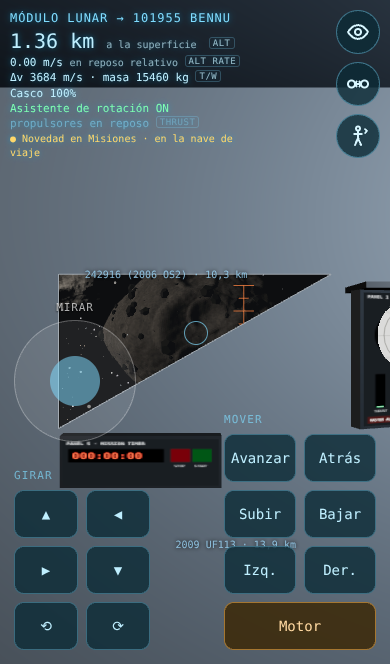 MÓDULO LUNAR → 101955 BENNU
1.36 km a la superficie ALT
0.00 m/s en reposo relativo ALT RATE
Δv 3684 m/s · masa 15460 kg T/W
Casco 100%
Asistente de rotación ON
propulsores en reposo THRUST
● Novedad en Misiones · en la nave de
viaje
242916 (2006 OS2) · 10,3 km
MIRAR
MOVER
000:00:00
GIRAR
Avanzar Atrás
▲ ◄ Subir Bajar
2009 UF113 · 13,9 km
► ▼ Izq. Der.
⟲ ⟳ Motor